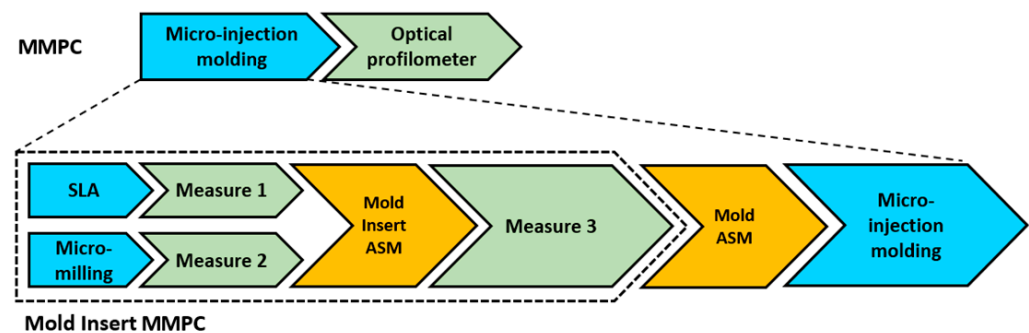 MMPC
Micro-injection
molding
Optical
profilometer
SLA
Measure 1
Micro-
milling
Measure 2
Mold
Insert
ASM
Measure 3
Mold
ASM
Micro-
injection
molding
Mold Insert MMPC